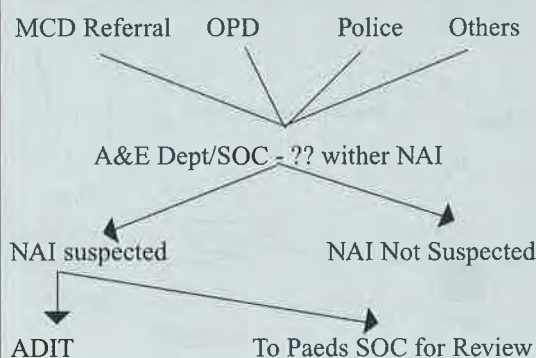 MCD Referral OPD Police Others
A&E Dept/SOC - ?? wither NAI
NAI suspected NAI Not Suspected
ADIT To Paeds SOC for Review